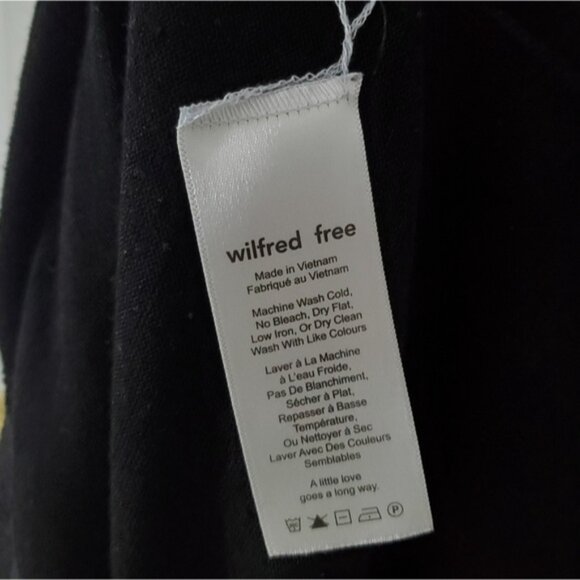 wilfred free
Made in Vietnam
Fabriqué au Vietnam
Machine Wash Cold,
No Bleach, Dry Flat,
Low Iron, Or Dry Clean
Wash With Like Colours
Laver à La Machine
à L'eau Froide,
Pas De Blanchiment,
Sécher à Plat,
Repasser à Basse
Température,
Ou Nettoyer à Sec
Laver Avec Des Couleurs
Semblables
A little love
goes a long way.
P